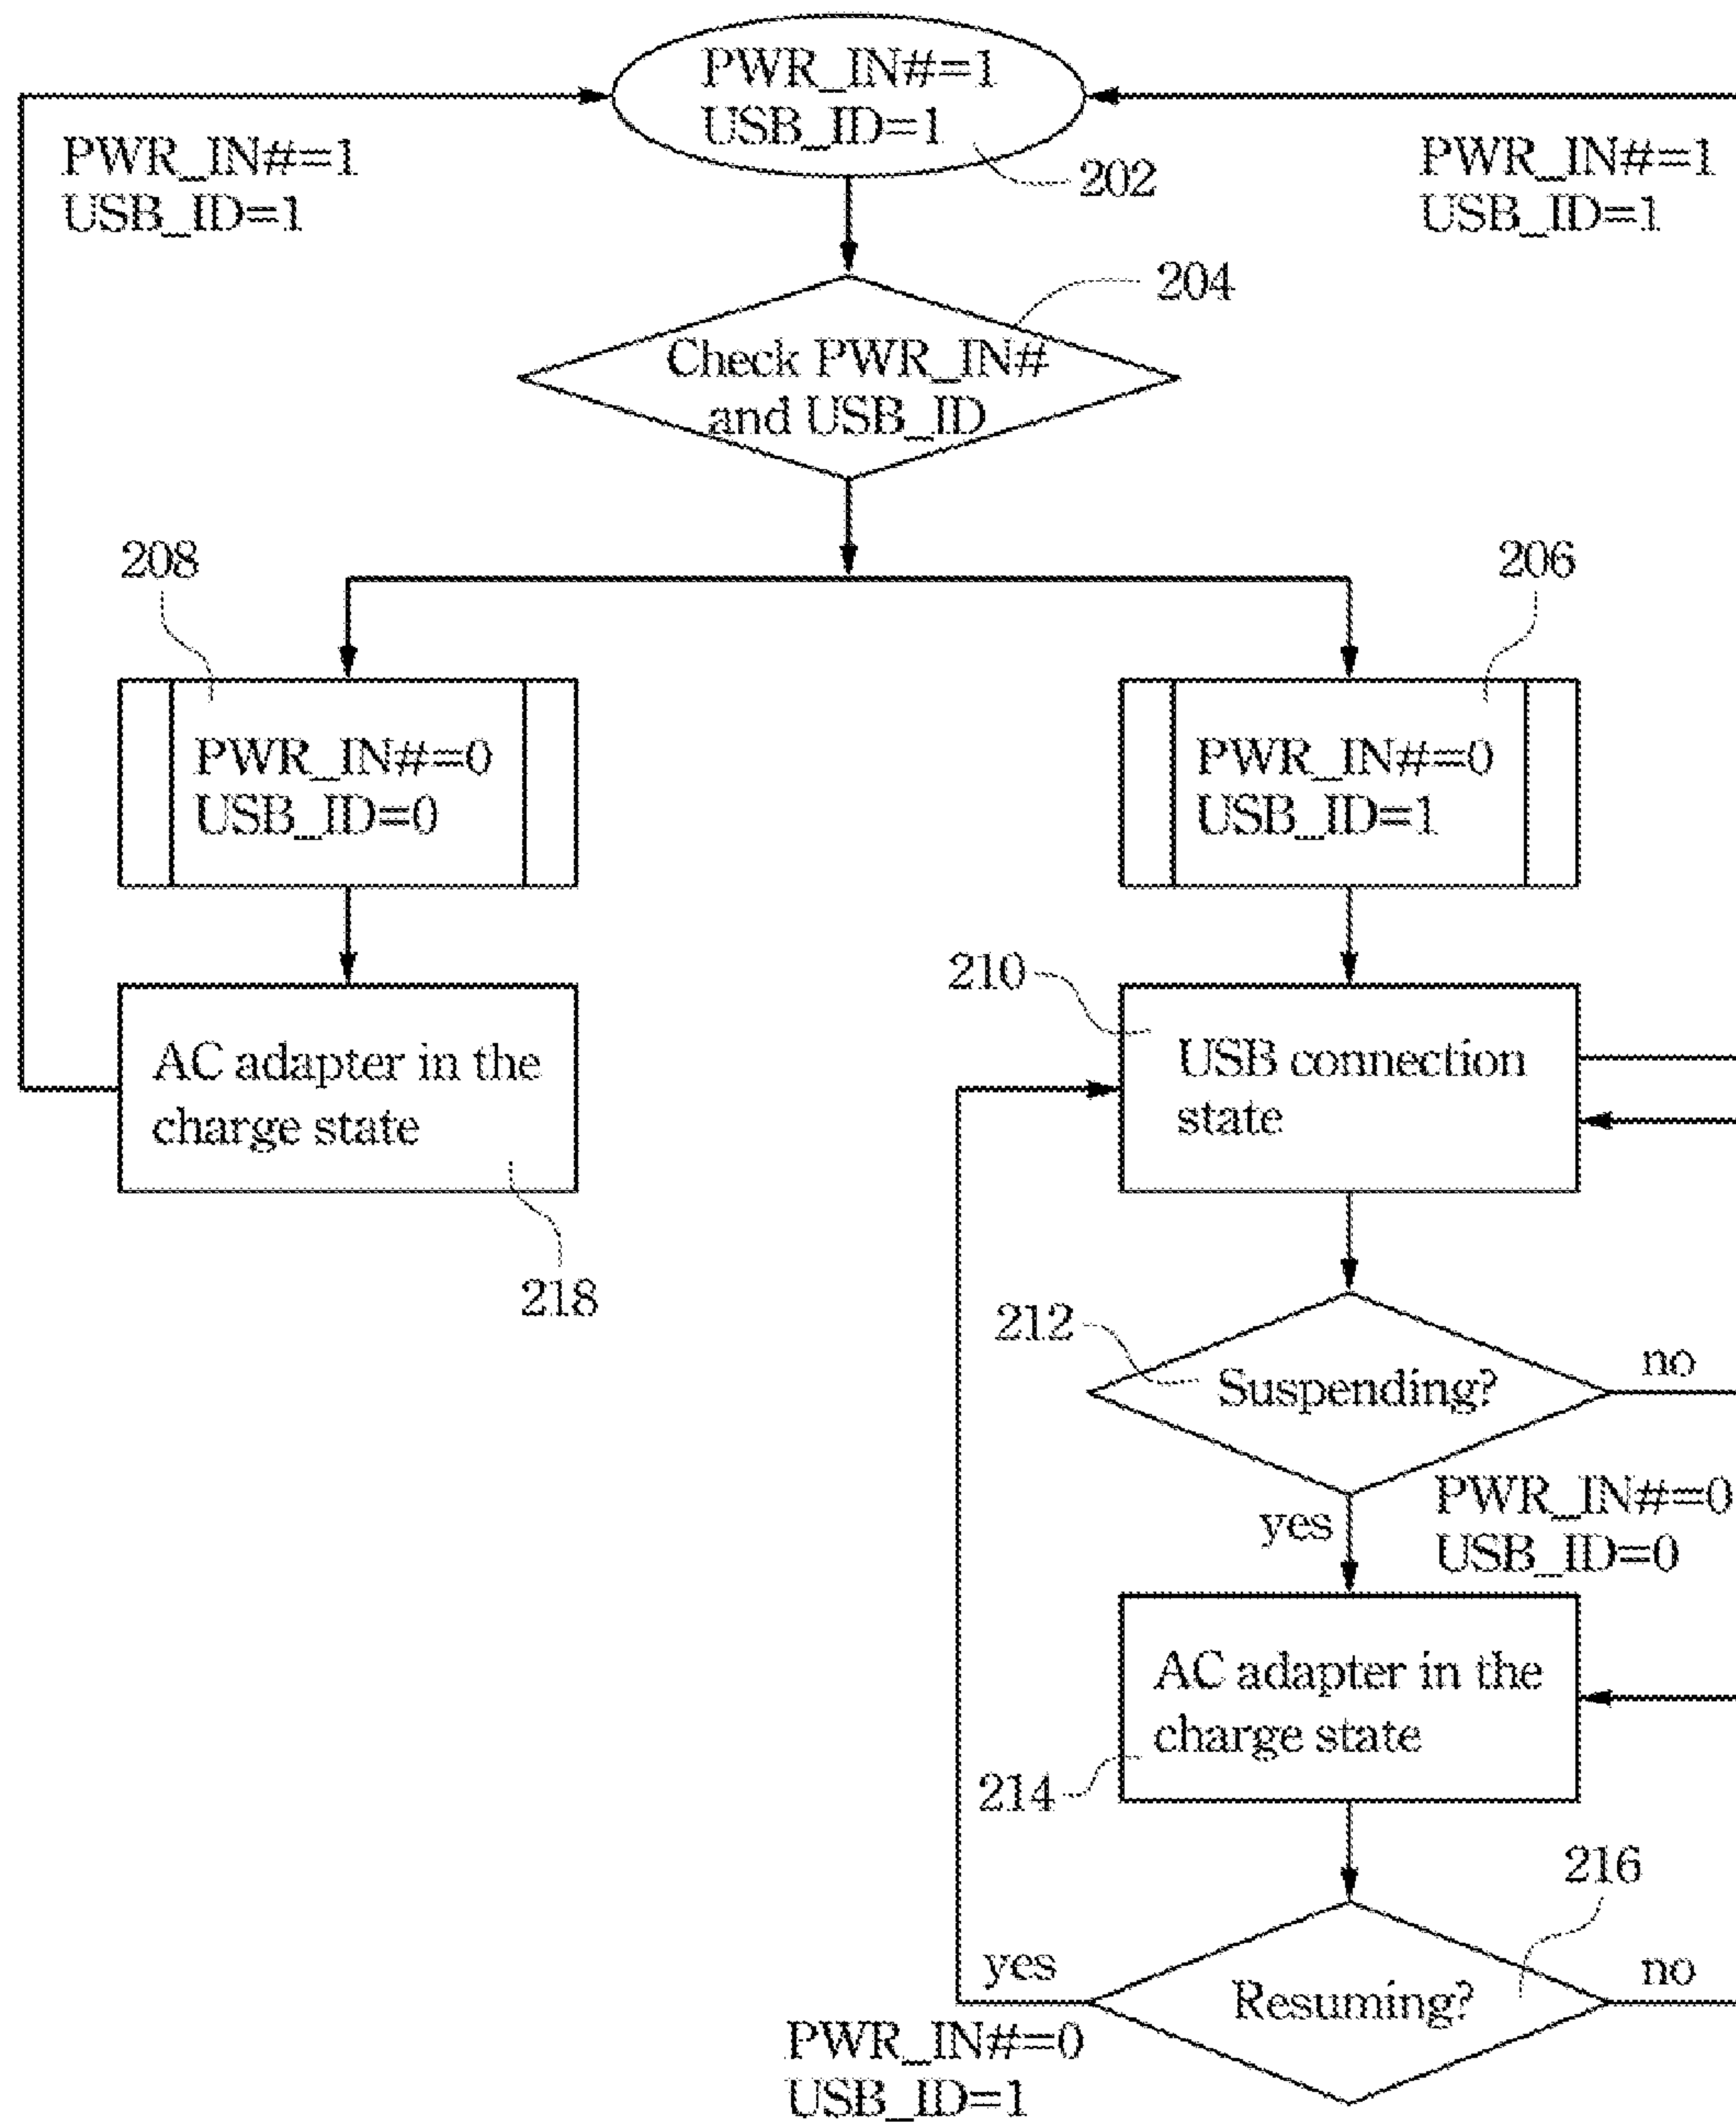 PWR_IN#=1
USB_ID=1
202
PWR_IN#=1
USB_ID=1
PWR_IN#=1
USB_ID=1
204
Check PWR_IN#
and USB_ID
208
206
PWR_IN#=0
USB_ID=0
PWR_IN#=0
USB_ID=1
210
AC adapter in the
charge state
USB connection
state
218
212
Suspending?
no
yes
PWR_IN#=0
USB_ID=0
AC adapter in the
charge state
214
216
yes
Resuming?
no
PWR_IN#=0
USB_ID=1